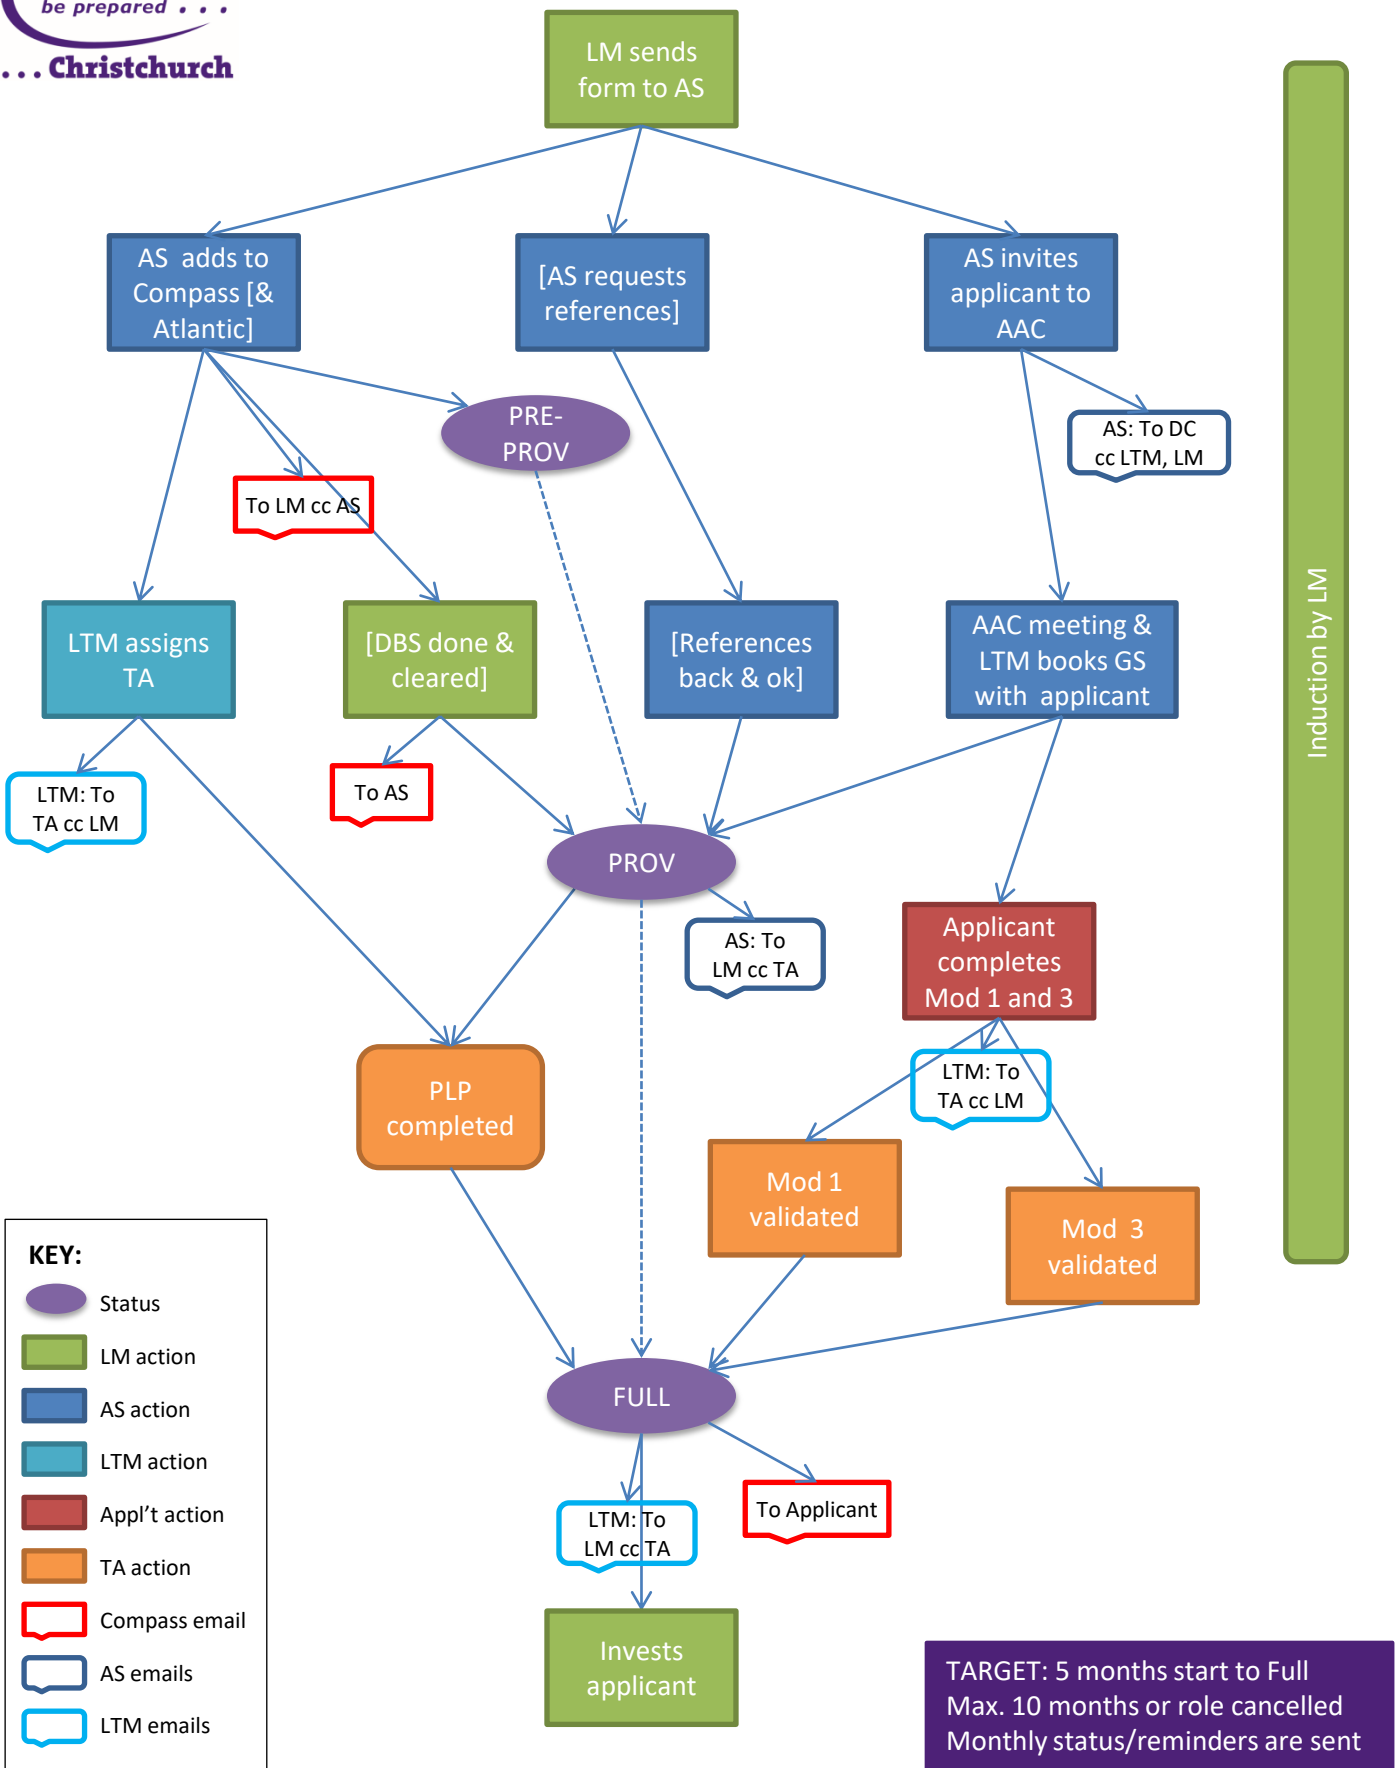 be prepared . . .
. . . Christchurch
LM sends
form to AS
AS adds to
Compass [&
Atlantic]
[AS requests
references]
AS invites
applicant to
AAC
PRE-
PROV
AS: To DC
cc LTM, LM
To LM cc AS
LTM assigns
TA
[DBS done &
cleared]
[References
back & ok]
AAC meeting &
LTM books GS
with applicant
Induction by LM
LTM: To
TA cc LM
To AS
PROV
AS: To
LM cc TA
Applicant
completes
Mod 1 and 3
LTM: To
TA cc LM
PLP
completed
Mod 1
validated
Mod 3
validated
FULL
LTM: To
LM cc TA
To Applicant
Invests
applicant
KEY:
Status
LM action
AS action
LTM action
Appl't action
TA action
Compass email
AS emails
LTM emails
TARGET: 5 months start to Full
Max. 10 months or role cancelled
Monthly status/reminders are sent